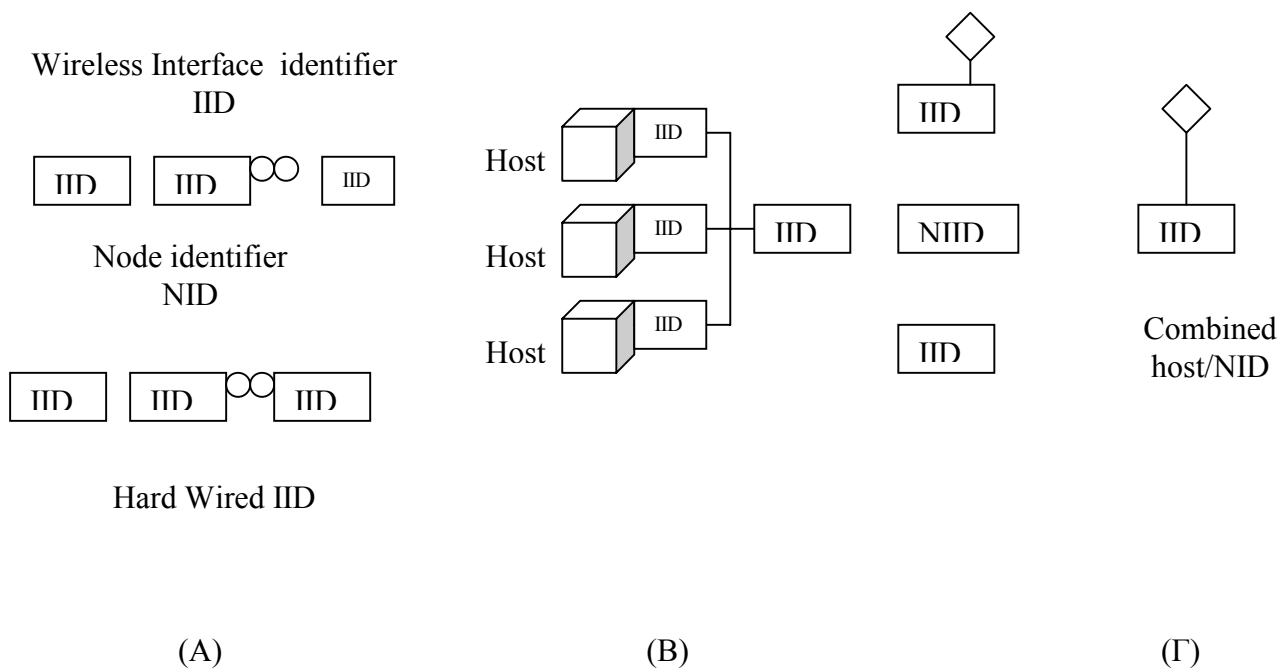 Wireless Interface identifier
IID
IID IID IID
Node identifier
NID
IID IID IID
Hard Wired IID
(A)
Host IID
Host IID
Host IID
IID
IID
NIID
IID
(B)
IID
Combined
host/NID
(Γ)